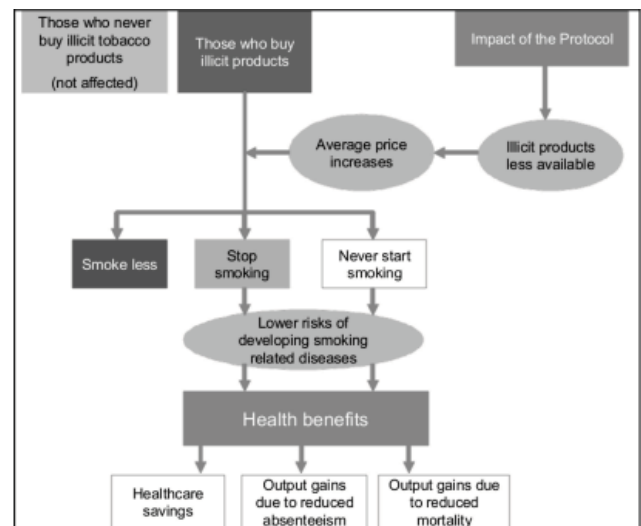 Those who never
buy illicit tobacco
products
(not affected)
Those who buy
illicit products
Impact of the Protocol
Average price
increases
Illicit products
less available
Smoke less
Stop
smoking
Never start
smoking
Lower risks of
developing smoking
related diseases
Health benefits
Healthcare
savings
Output gains
due to reduced
absenteeism
Output gains due
to reduced
mortality